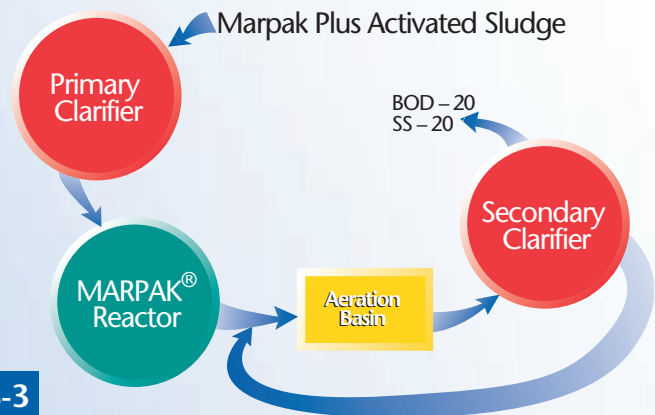 Marpak Plus Activated Sludge
Primary
Clarifier
BOD – 20
SS – 20
Secondary
Clarifier
MARPAK®
Reactor
Aeration
Basin
-3